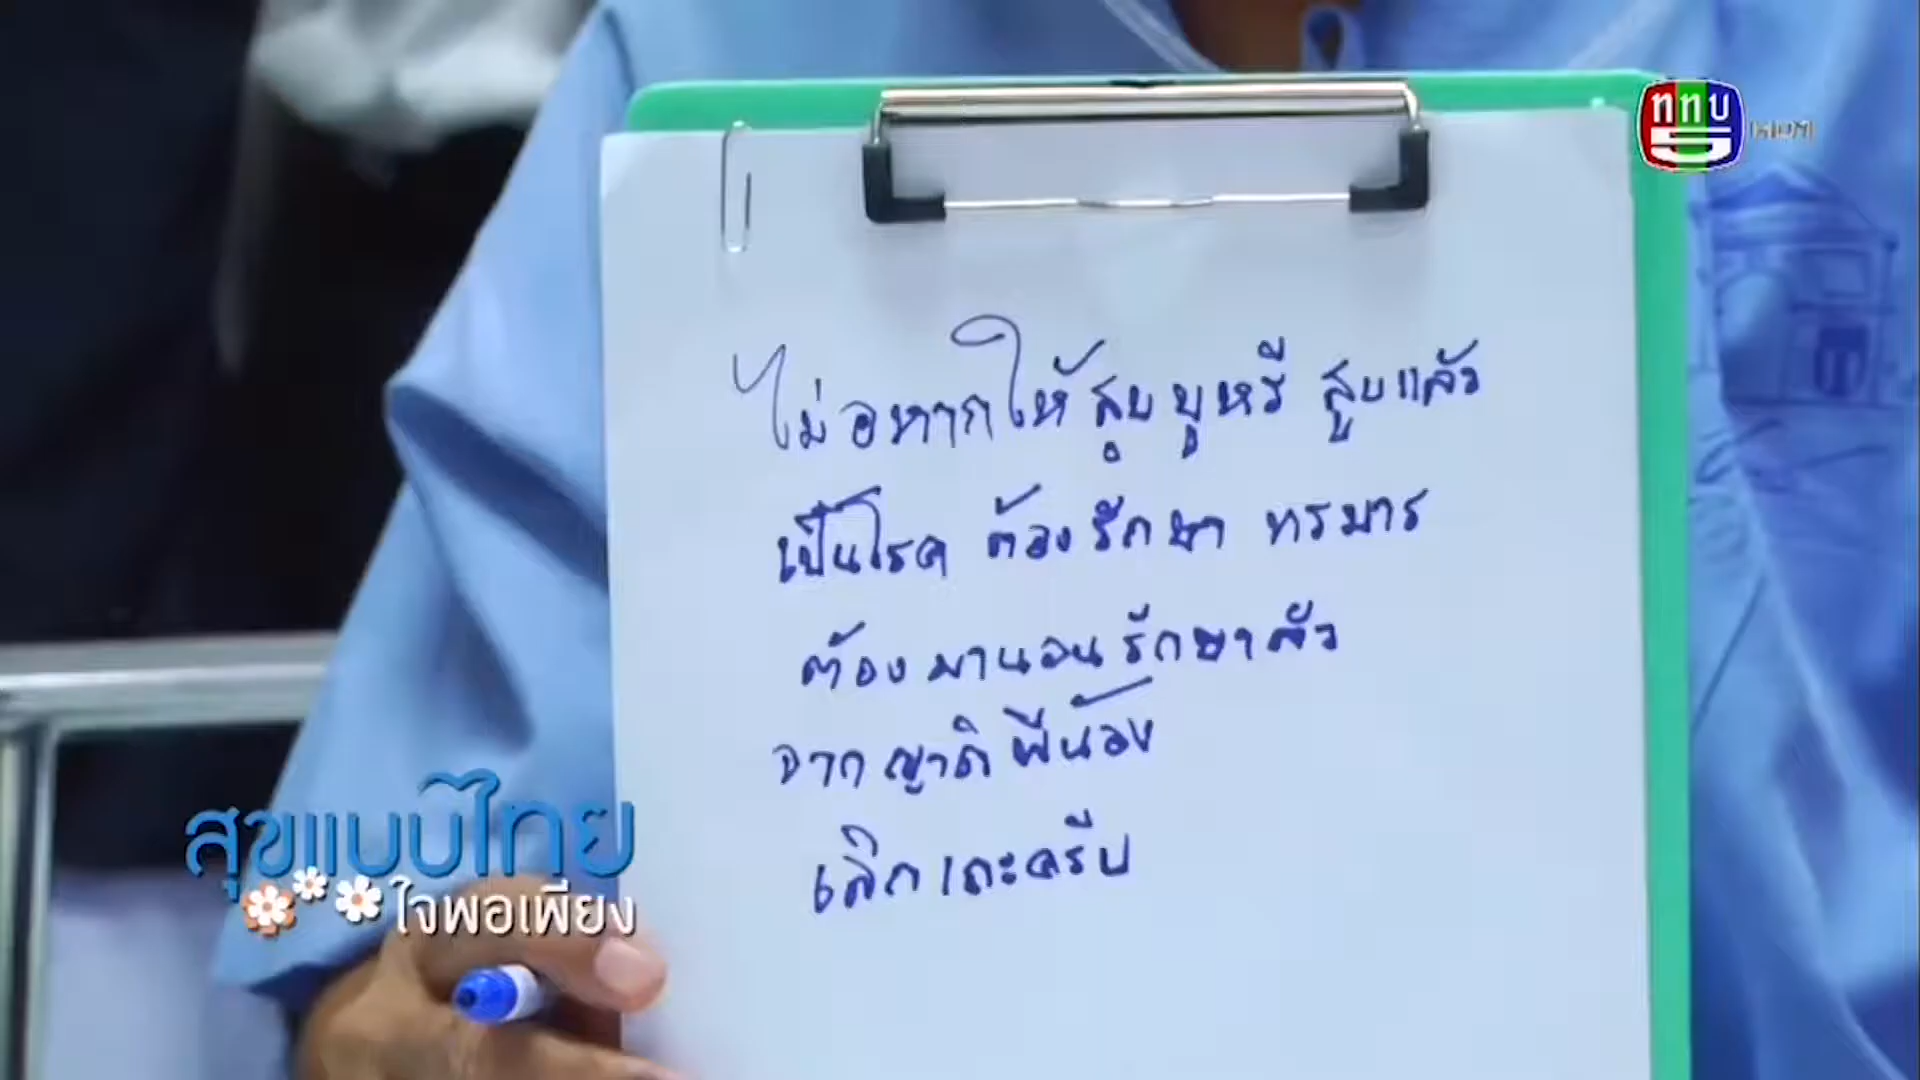 ททบ
5 HD1
ไม่อยากให้สุบบุหรี สูบแล้ว
เป็นโรค ต้องรักษา ทรมาร
ต้องมานอนรักษาตัว
จากญาติพี่น้อง
เลิกเถะครับ
สุขแบบไทย
ใจพอเพียง